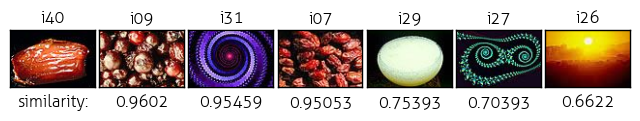 i40 i09 i31 i07 i29 i27 i26
similarity: 0.9602 0.95459 0.95053 0.75393 0.70393 0.6622